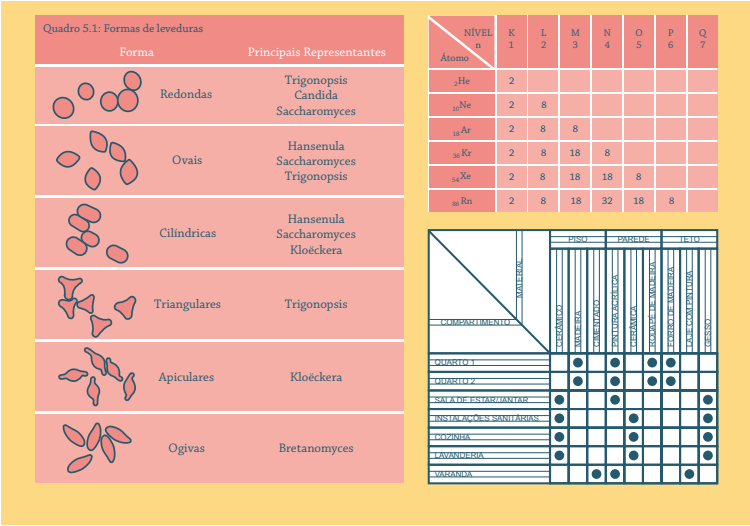 Quadro 5.1: Formas de leveduras
Forma Principais Representantes
Redondas
Trigonopsis
Candida
Saccharomyces
Ovais
Hansenula
Saccharomyces
Trigonopsis
Cilíndricas
Hansenula
Saccharomyces
Kloëckera
Triangulares
Trigonopsis
Apiculares
Kloëckera
Ogivas
Bretanomyces
NÍVEL K L M N O P Q
n 1 2 3 4 5 6 7
Átomo
2He 2
10Ne 2 8
18Ar 2 8 8
36Kr 2 8 18 8
54Xe 2 8 18 18 8
86Rn 2 8 18 32 18 8
MATERIAL
COMPARTIMENTO
PISO PAREDE TETO
CERÂMICO
MADEIRA
CIMENTADO
PINTURA ACRÍLICA
CERÂMICA
RODAPÉ DE MADEIRA
FORRO DE MADEIRA
LAJE COM PINTURA
GESSO
QUARTO 1
QUARTO 2
SALA DE ESTAR/JANTAR
INSTALAÇÕES SANITÁRIAS
COZINHA
LAVANDERIA
VARANDA